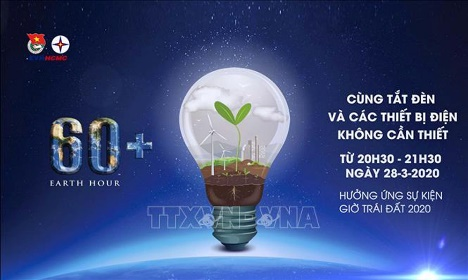 EVNHCMC
60+
EARTH HOUR
CÙNG TẮT ĐÈN
VÀ CÁC THIẾT BỊ ĐIỆN
KHÔNG CẦN THIẾT
TỪ 20H30 - 21H30
NGÀY 28-3-2020
HƯỞNG ỨNG SỰ KIỆN
GIỜ TRÁI ĐẤT 2020
TTXVN/VNA